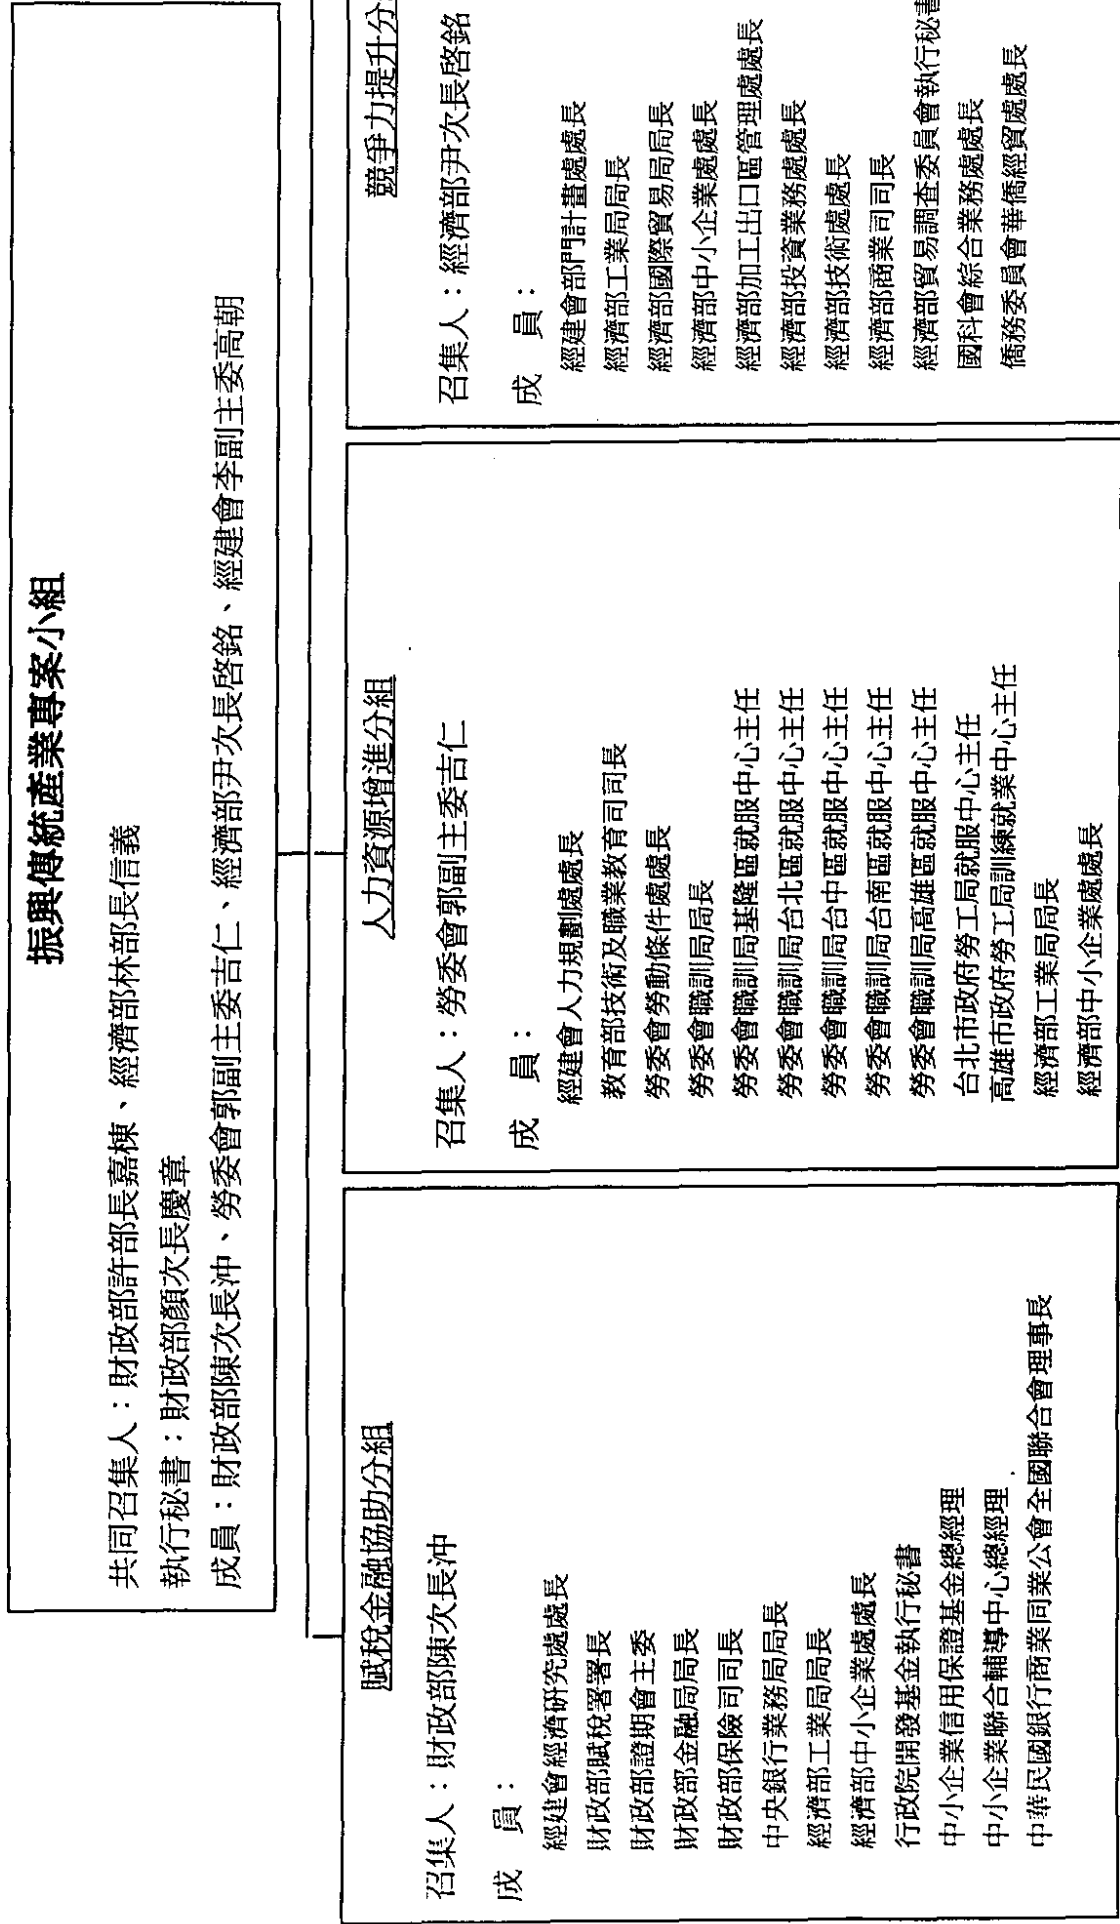 振興傳統產業專案小組
共同召集人：財政部許部長嘉棟、經濟部林部長信義
執行秘書：財政部顏次長慶章
成員：財政部陳次長沖、勞委會郭副主委吉仁、經濟部尹次長啓銘、經建會李副主委高朝
賦稅金融協助分組
召集人：財政部陳次長沖
成　員：
經建會經濟研究處處長
財政部賦稅署署長
財政部證期會主委
財政部金融局局長
財政部保險司司長
中央銀行業務局局長
經濟部工業局局長
經濟部中小企業處處長
行政院開發基金執行秘書
中小企業信用保證基金總經理
中小企業聯合輔導中心總經理
中華民國銀行商業同業公會全國聯合會理事長
人力資源增進分組
召集人：勞委會郭副主委吉仁
成　員：
經建會人力規劃處處長
教育部技術及職業教育司司長
勞委會勞動條件處處長
勞委會職訓局局長
勞委會職訓局基隆區就服中心主任
勞委會職訓局台北區就服中心主任
勞委會職訓局台中區就服中心主任
勞委會職訓局台南區就服中心主任
勞委會職訓局高雄區就服中心主任
台北市政府勞工局就服中心主任
高雄市政府勞工局訓練就業中心主任
經濟部工業局局長
經濟部中小企業處處長
競爭力提升分
召集人：經濟部尹次長啓銘
成　員：
經建會部門計畫處處長
經濟部工業局局長
經濟部國際貿易局局長
經濟部中小企業處處長
經濟部加工出口區管理處處長
經濟部投資業務處處長
經濟部技術處處長
經濟部商業司司長
經濟部貿易調查委員會執行秘書
國科會綜合業務處處長
僑務委員會華僑經貿處處長